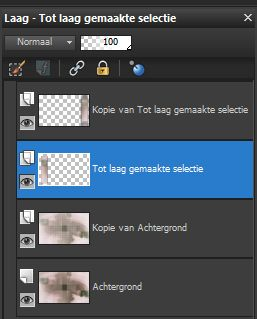 Laag - Tot laag gemaakte selectie
Normaal 100
Kopie van Tot laag gemaakte selectie
Tot laag gemaakte selectie
Kopie van Achtergrond
Achtergrond